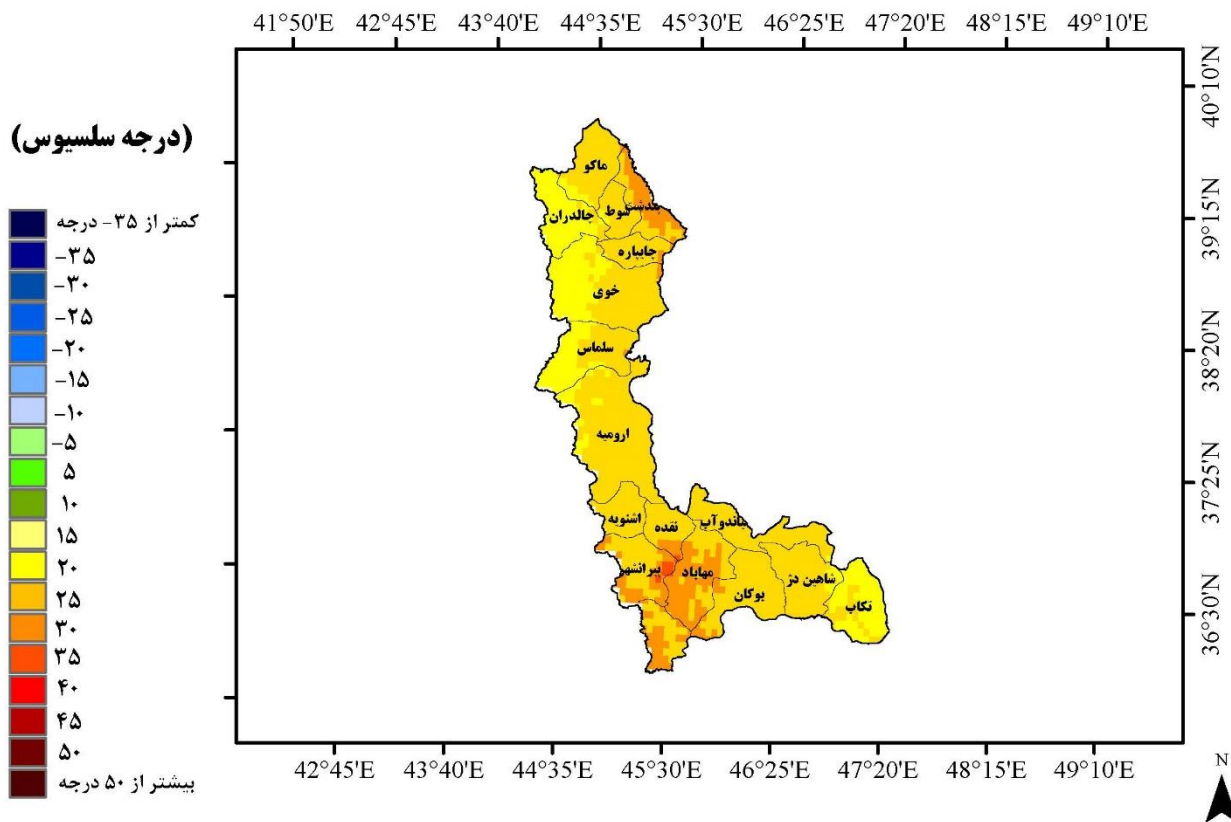 41°50'E 42°45'E 43°40'E 44°35'E 45°30'E 46°25'E 47°20'E 48°15'E 49°10'E
40°10'N
39°15'N
38°20'N
37°25'N
36°30'N
(درجه سلسیوس)
کمتر از ۳۵- درجه
-۳۵
-۳۰
-۲۵
-۲۰
-۱۵
-۱۰
-۵
۵
۱۰
۱۵
۲۰
۲۵
۳۰
۳۵
۴۰
۴۵
۵۰
بیشتر از ۵۰ درجه
ماکو
پلدشت
شوط
چالدران
چایپاره
خوی
سلماس
ارومیه
اشنویه
نقده
میاندوآب
پیرانشهر
مهاباد
بوکان
شاهین دژ
تکاب
42°45'E 43°40'E 44°35'E 45°30'E 46°25'E 47°20'E 48°15'E 49°10'E
N